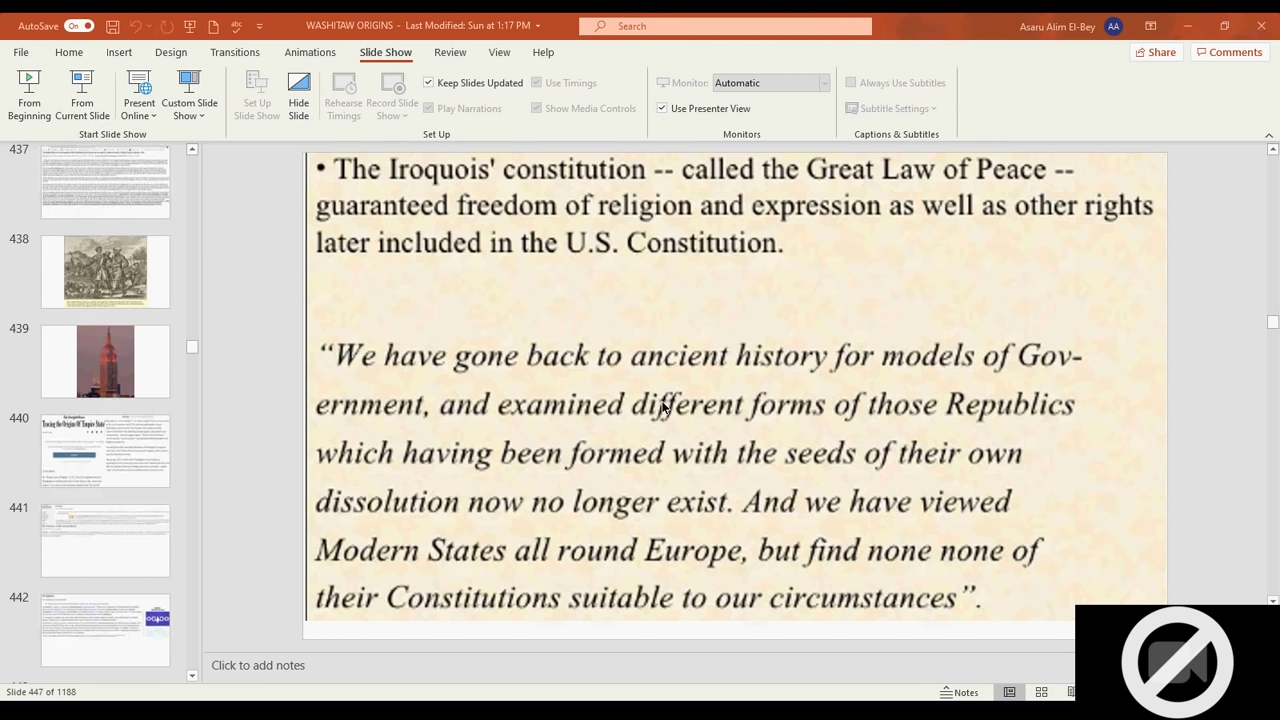 AutoSave On WASHITAW ORIGINS - Last Modified: Sun at 1:17 PM Search Asaru Alim El-Bey AA
File Home Insert Design Transitions Animations Slide Show Review View Help Share Comments
From Beginning
From Current Slide
Present Online
Custom Slide Show
Set Up Slide Show
Hide Slide
Rehearse Timings
Record Slide Show
Keep Slides Updated
Play Narrations
Use Timings
Show Media Controls
Monitor: Automatic
Use Presenter View
Always Use Subtitles
Subtitle Settings
Start Slide Show Set Up Monitors Captions & Subtitles
437
438
439
440
Tracing the Origins Of Empire State
441
442
• The Iroquois' constitution -- called the Great Law of Peace --
guaranteed freedom of religion and expression as well as other rights
later included in the U.S. Constitution.
“We have gone back to ancient history for models of Gov-
ernment, and examined different forms of those Republics
which having been formed with the seeds of their own
dissolution now no longer exist. And we have viewed
Modern States all round Europe, but find none none of
their Constitutions suitable to our circumstances”.
Click to add notes
Slide 447 of 1188 Notes